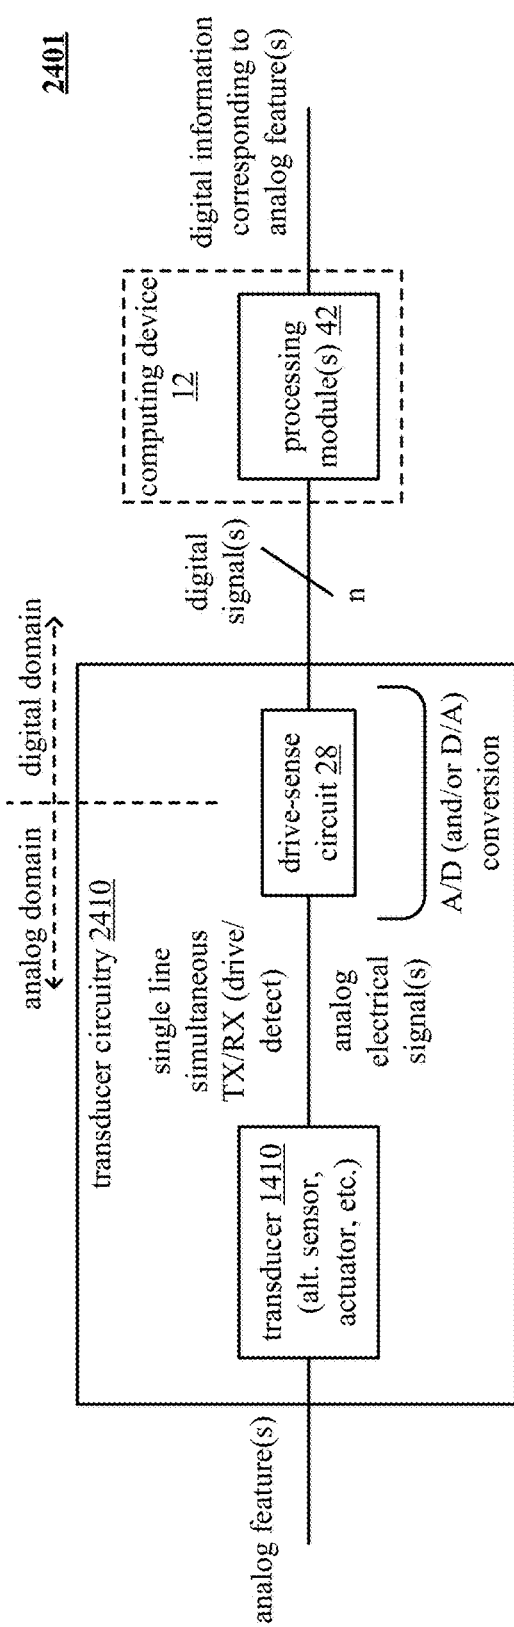 2401
analog domain
digital domain
transducer circuitry 2410
analog feature(s)
transducer 1410
(alt. sensor,
actuator, etc.)
single line
simultaneous
TX/RX (drive/
detect)
analog
electrical
signal(s)
drive-sense
circuit 28
A/D (and/or D/A)
conversion
digital
signal(s)
n
computing device
12
processing
module(s) 42
digital information
corresponding to
analog feature(s)